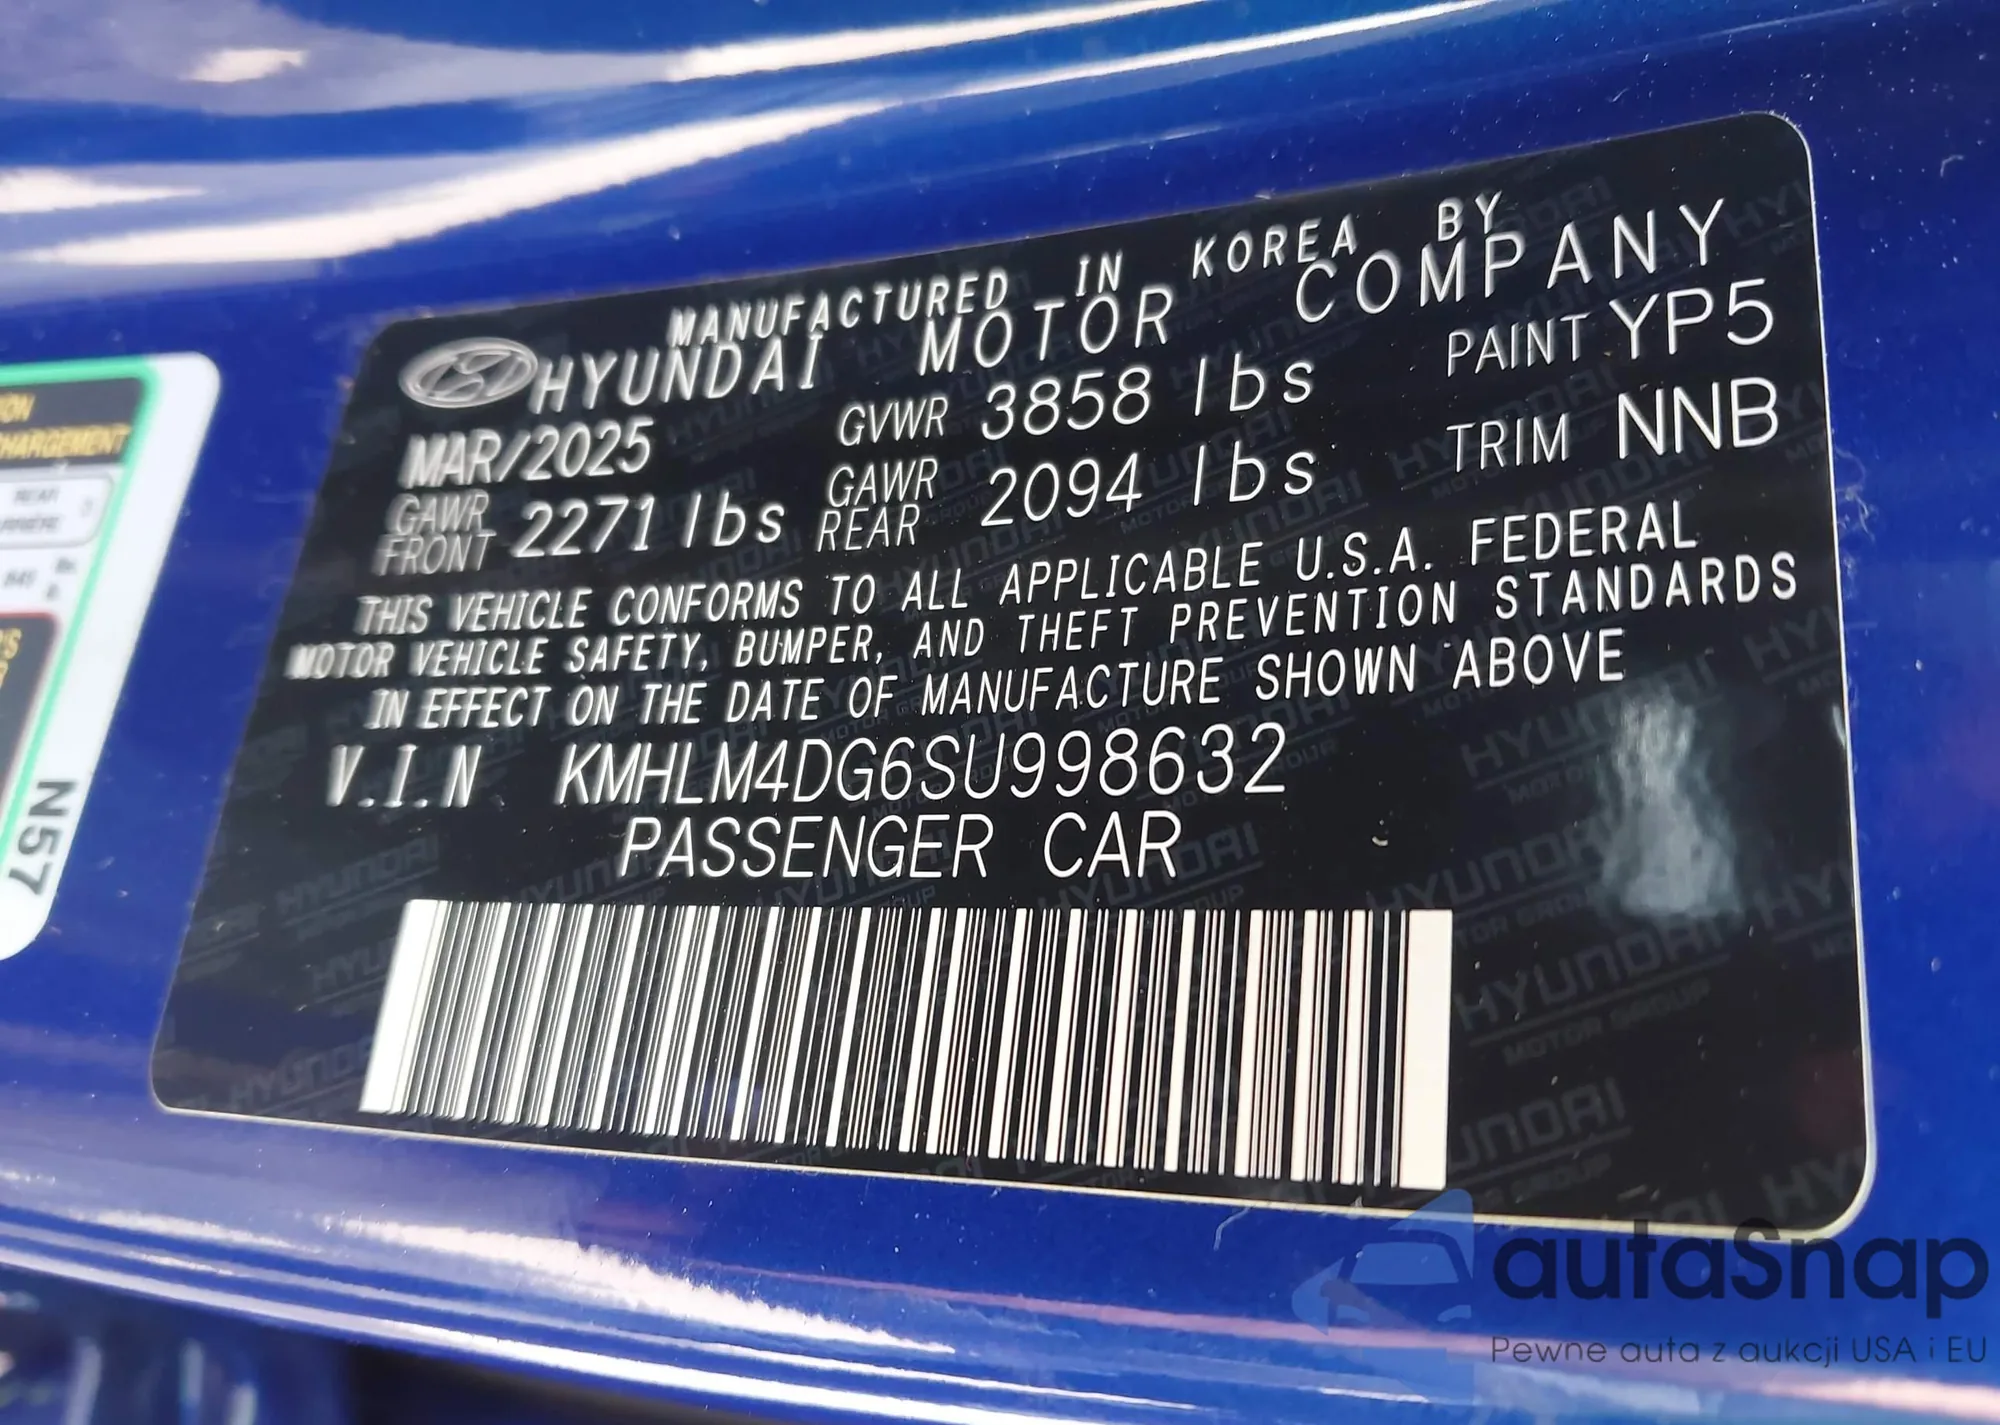 MANUFACTURED IN KOREA BY
HYUNDAI MOTOR COMPANY
MAR/2025 GVWR 3858 lbs PAINT YP5
GAWR FRONT 2271 lbs GAWR REAR 2094 lbs TRIM NNB
THIS VEHICLE CONFORMS TO ALL APPLICABLE U.S.A. FEDERAL
MOTOR VEHICLE SAFETY, BUMPER, AND THEFT PREVENTION STANDARDS
IN EFFECT ON THE DATE OF MANUFACTURE SHOWN ABOVE
V.I.N KMHLM4DG6SU998632
PASSENGER CAR
HARGEMENT
REAR
N57
autaSnap
Pewne auta z aukcji USA i EU